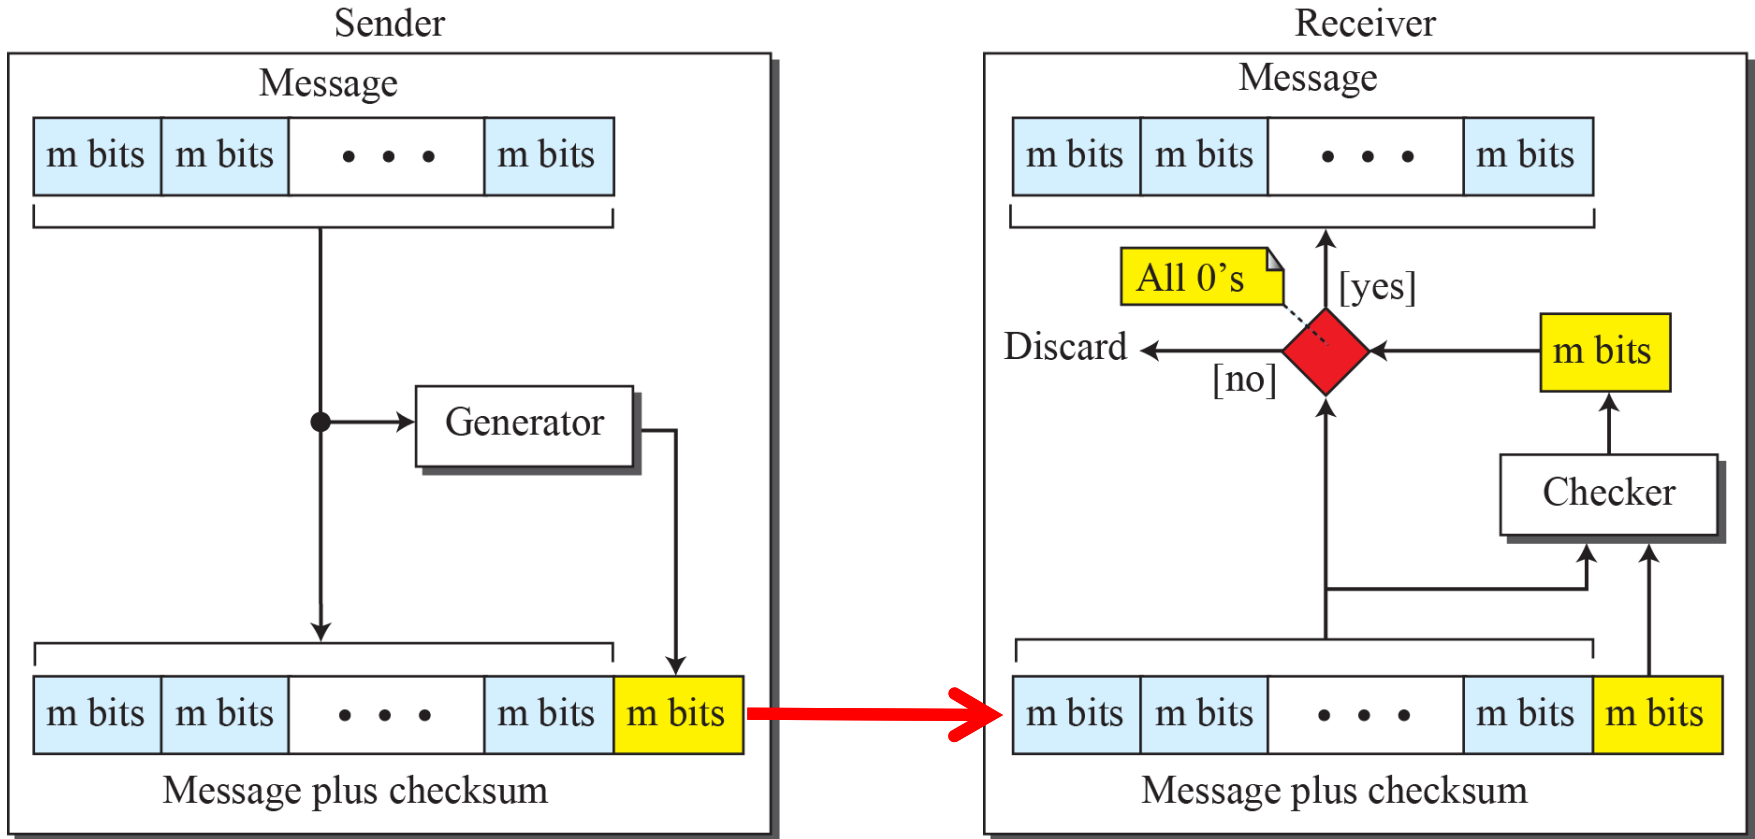 Sender
Message
m bits m bits • • • m bits
Generator
m bits m bits • • • m bits m bits
Message plus checksum
Receiver
Message
m bits m bits • • • m bits
All 0’s
[yes]
Discard
[no]
m bits
Checker
m bits m bits • • • m bits m bits
Message plus checksum